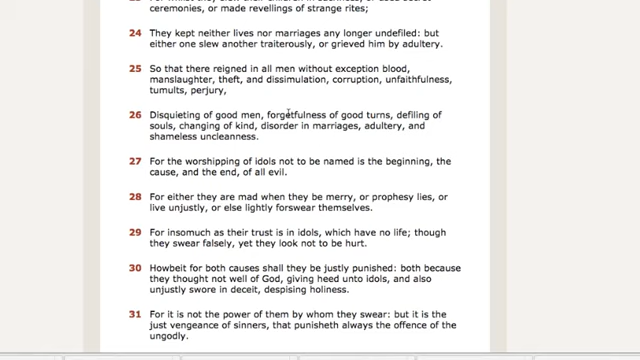 ceremonies, or made revellings of strange rites;
24 They kept neither lives nor marriages any longer undefiled: but
either one slew another traiterously, or grieved him by adultery.
25 So that there reigned in all men without exception blood,
manslaughter, theft, and dissimulation, corruption, unfaithfulness,
tumults, perjury,
26 Disquieting of good men, forgetfulness of good turns, defiling of
souls, changing of kind, disorder in marriages, adultery, and
shameless uncleanness.
27 For the worshipping of idols not to be named is the beginning, the
cause, and the end, of all evil.
28 For either they are mad when they be merry, or prophesy lies, or
live unjustly, or else lightly forswear themselves.
29 For insomuch as their trust is in idols, which have no life; though
they swear falsely, yet they look not to be hurt.
30 Howbeit for both causes shall they be justly punished: both because
they thought not well of God, giving heed unto idols, and also
unjustly swore in deceit, despising holiness.
31 For it is not the power of them by whom they swear: but it is the
just vengeance of sinners, that punisheth always the offence of the
ungodly.